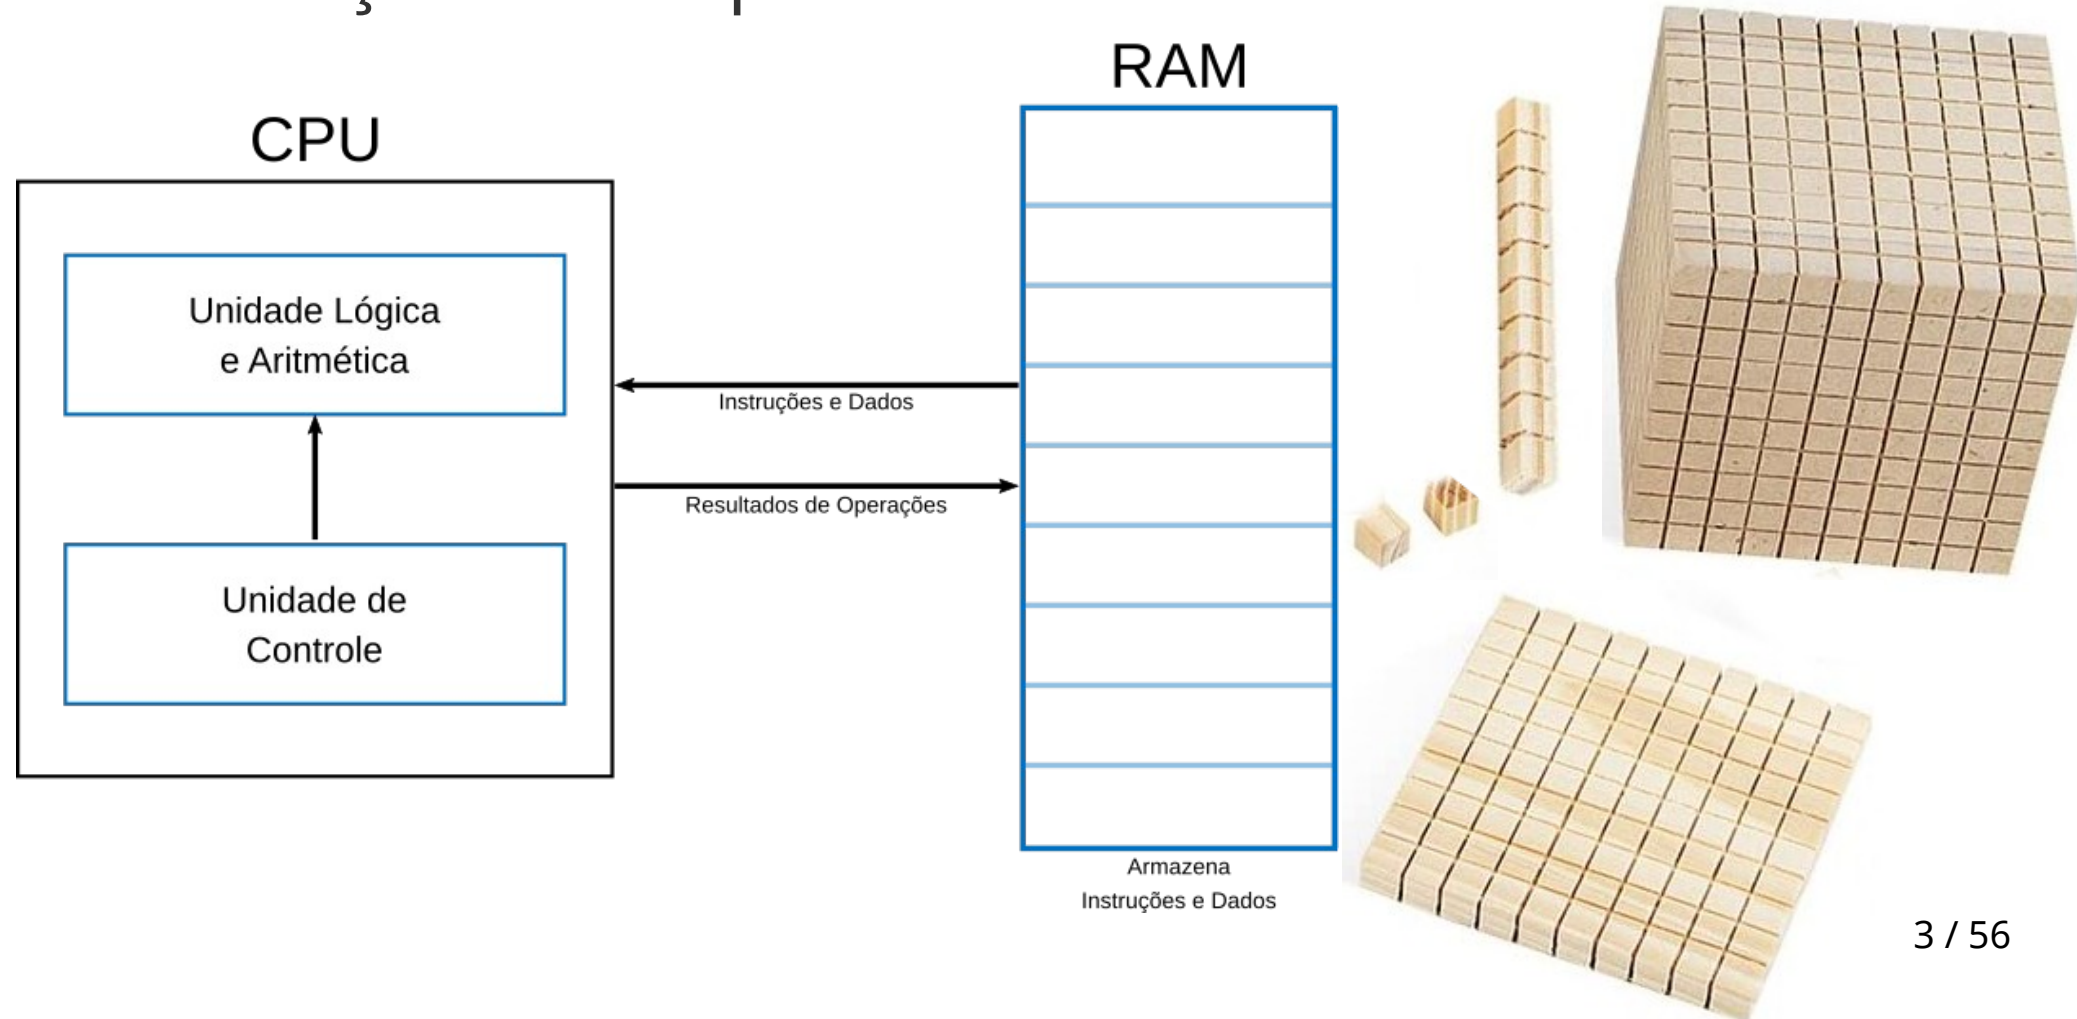 CPU
Unidade Lógica
e Aritmética
Unidade de
Controle
Instruções e Dados
Resultados de Operações
RAM
Armazena
Instruções e Dados
3 / 56